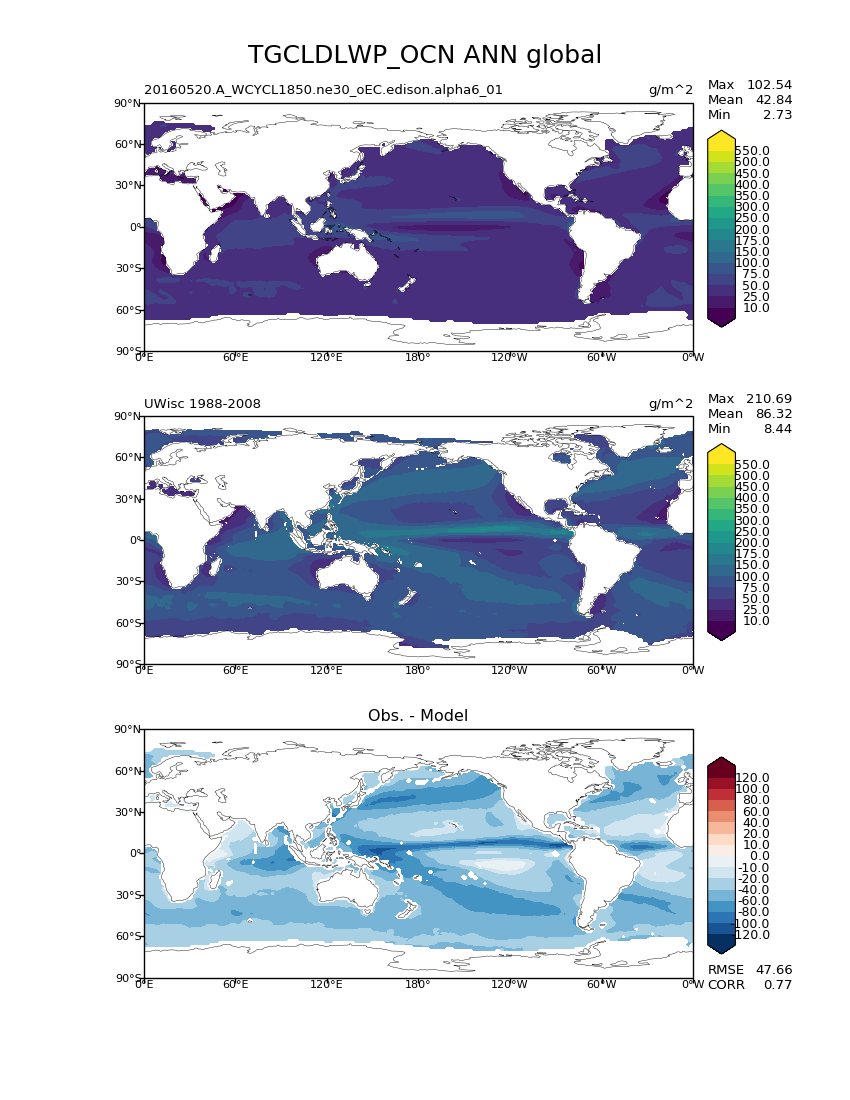 TGCLDLWP_OCN ANN global
20160520.A_WCYCL1850.ne30_oEC.edison.alpha6_01 g/m^2
Max 102.54
Mean 42.84
Min 2.73
90°N
60°N
30°N
0°
30°S
60°S
90°S
0°E 60°E 120°E 180° 120°W 60°W 0°W
550.0
500.0
450.0
400.0
350.0
300.0
250.0
200.0
175.0
150.0
100.0
75.0
50.0
25.0
10.0
UWisc 1988-2008 g/m^2
Max 210.69
Mean 86.32
Min 8.44
90°N
60°N
30°N
0°
30°S
60°S
90°S
0°E 60°E 120°E 180° 120°W 60°W 0°W
550.0
500.0
450.0
400.0
350.0
300.0
250.0
200.0
175.0
150.0
100.0
75.0
50.0
25.0
10.0
Obs. - Model
90°N
60°N
30°N
0°
30°S
60°S
90°S
0°E 60°E 120°E 180° 120°W 60°W 0°W
120.0
100.0
80.0
60.0
40.0
20.0
10.0
0.0
-10.0
-20.0
-40.0
-60.0
-80.0
-100.0
-120.0
RMSE 47.66
CORR 0.77